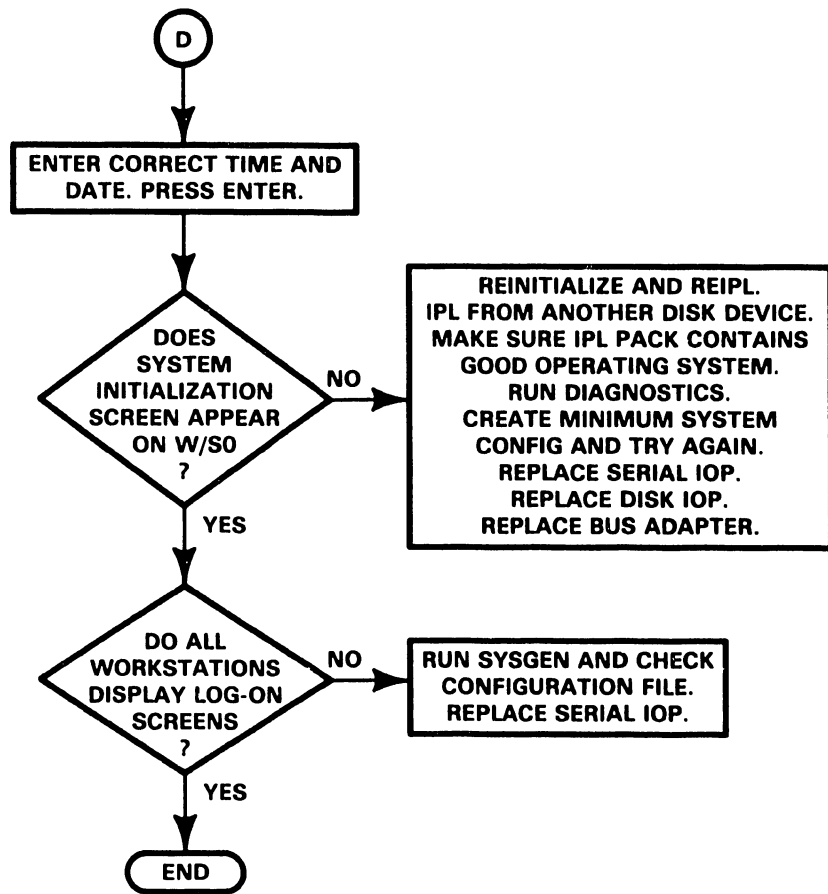 D
ENTER CORRECT TIME AND
DATE. PRESS ENTER.
DOES
SYSTEM
INITIALIZATION
SCREEN APPEAR
ON W/S0
?
NO
REINITIALIZE AND REIPL.
IPL FROM ANOTHER DISK DEVICE.
MAKE SURE IPL PACK CONTAINS
GOOD OPERATING SYSTEM.
RUN DIAGNOSTICS.
CREATE MINIMUM SYSTEM
CONFIG AND TRY AGAIN.
REPLACE SERIAL IOP.
REPLACE DISK IOP.
REPLACE BUS ADAPTER.
YES
DO ALL
WORKSTATIONS
DISPLAY LOG-ON
SCREENS
?
NO
RUN SYSGEN AND CHECK
CONFIGURATION FILE.
REPLACE SERIAL IOP.
YES
END